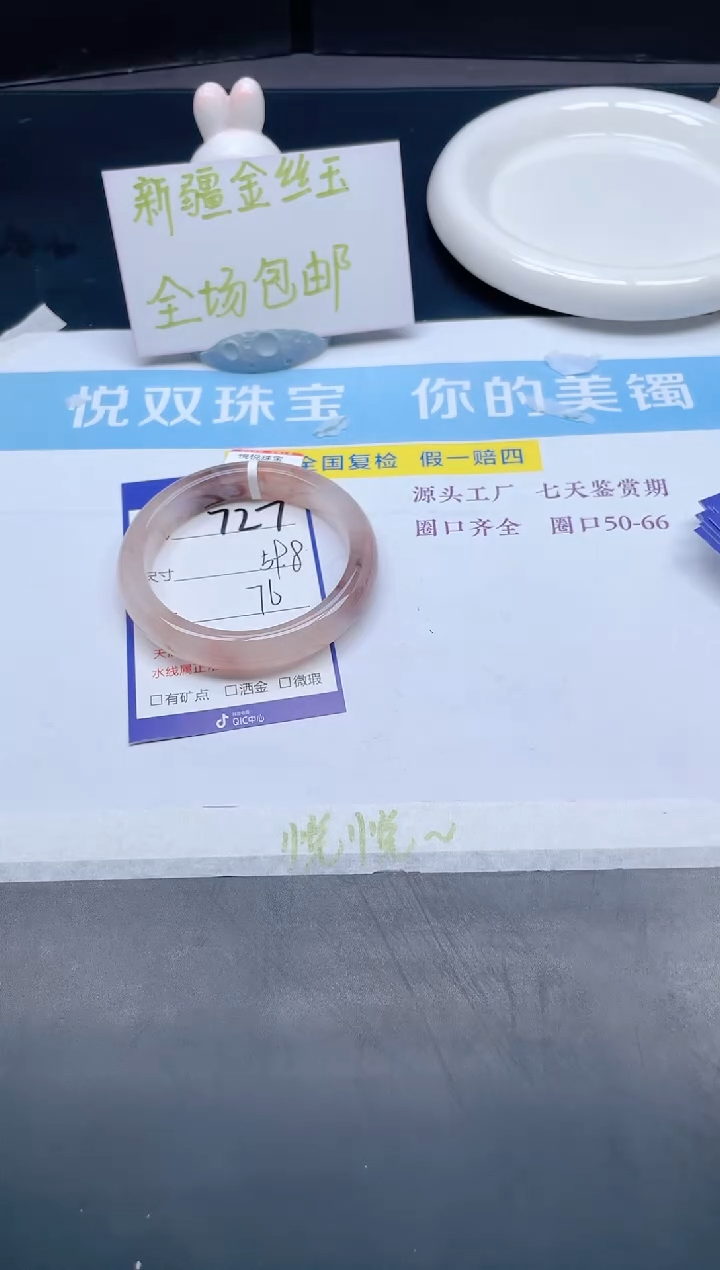 新疆金丝玉
全场包邮
悦双珠宝 你的美镯
全国复检 假一赔四
源头工厂 七天鉴赏期
圈口齐全 圈口50-66
727
尺寸 548
76
水线属正
□有矿点 □洒金 □微瑕
QIC中心
悦悦~